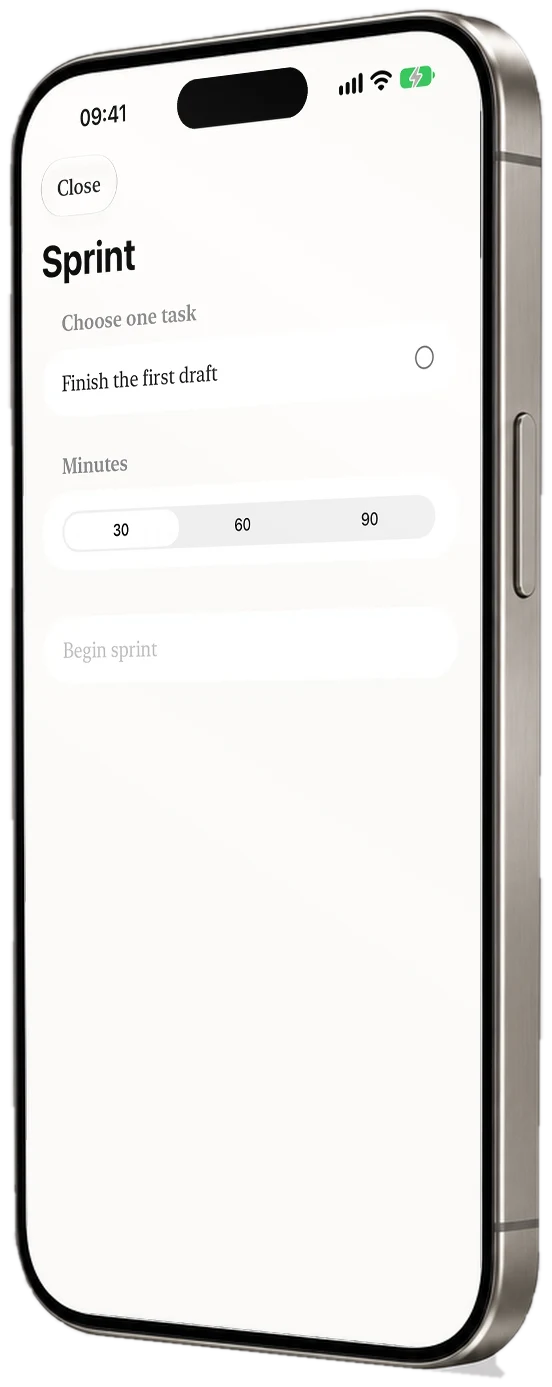 09:41
Close
Sprint
Choose one task
Finish the first draft
Minutes
30 60 90
Begin sprint